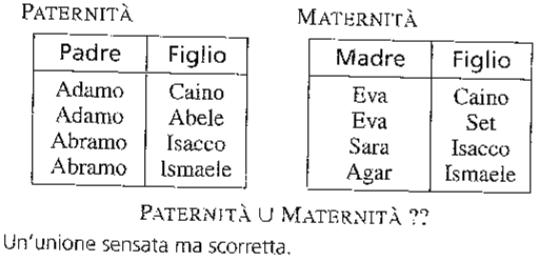 PATERNITÀ MATERNITÀ
Padre Figlio Madre Figlio
Adamo Caino Eva Caino
Adamo Abele Eva Set
Abramo Isacco Sara Isacco
Abramo Ismaele Agar Ismaele
PATERNITÀ ∪ MATERNITÀ ??
Un'unione sensata ma scorretta.